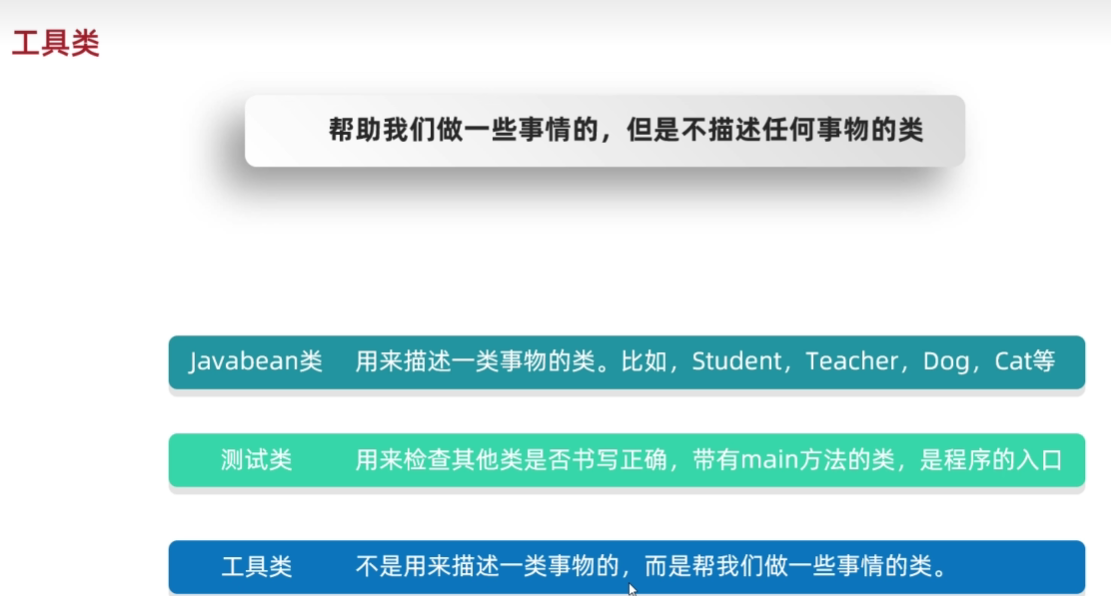 工具类
帮助我们做一些事情的，但是不描述任何事物的类
Javabean类 用来描述一类事物的类。比如，Student，Teacher，Dog，Cat等
测试类 用来检查其他类是否书写正确，带有main方法的类，是程序的入口
工具类 不是用来描述一类事物的，而是帮我们做一些事情的类。